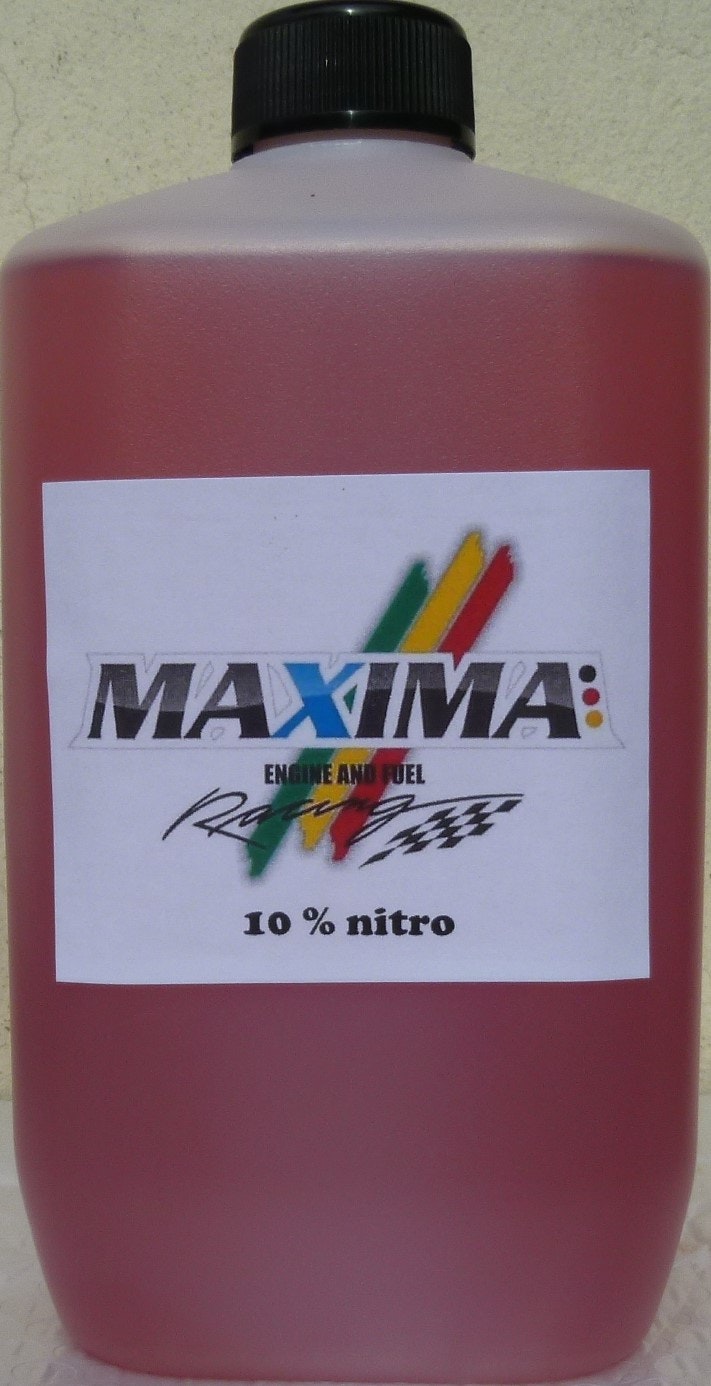 MAXIMA
ENGINE AND FUEL
Racing
10 % nitro